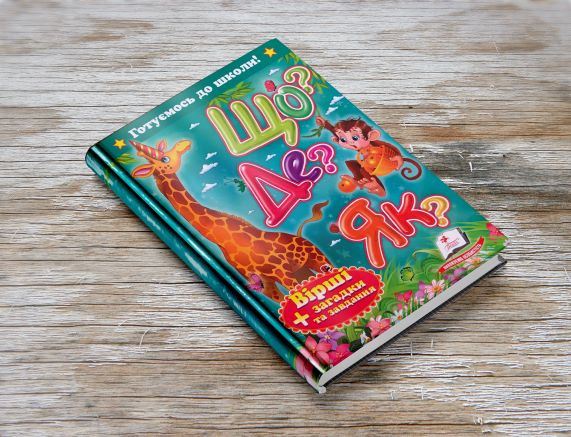 Готуємось до школи!
Що?
Де?
Як?
Вірші
+ загадки
та завдання